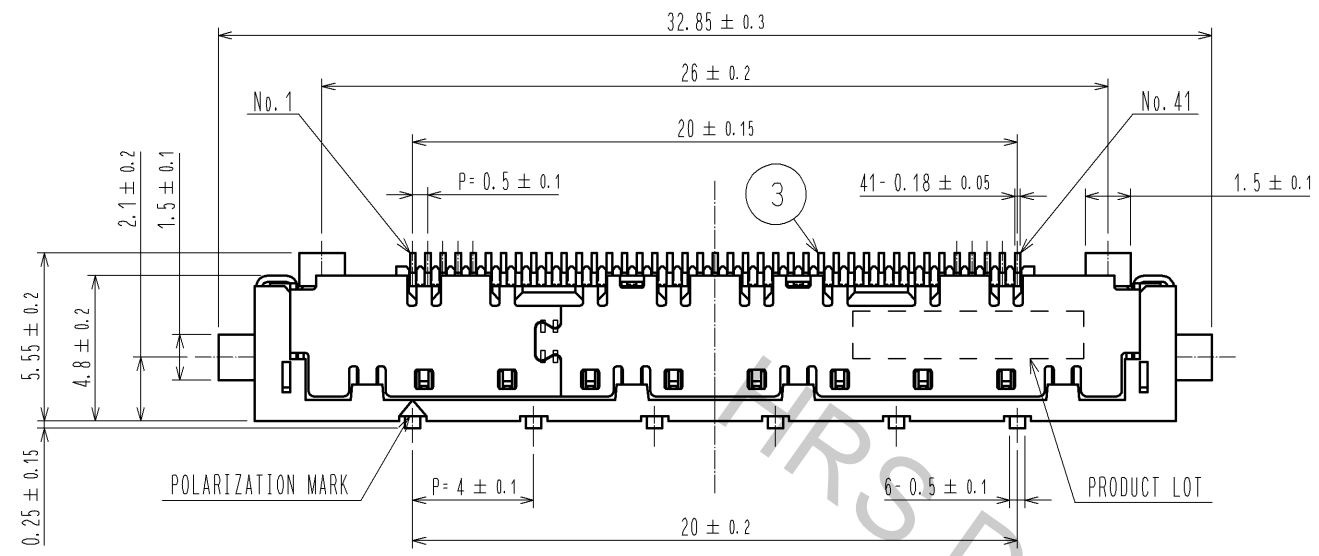 32.85 ± 0.3
26 ± 0.2
No. 1
No. 41
20 ± 0.15
P= 0.5 ± 0.1
3
41- 0.18 ± 0.05
1.5 ± 0.1
2.1 ± 0.2
1.5 ± 0.1
5.55 ± 0.2
4.8 ± 0.2
0.25 ± 0.15
POLARIZATION MARK
P= 4 ± 0.1
6- 0.5 ± 0.1
PRODUCT LOT
20 ± 0.2
HRS D